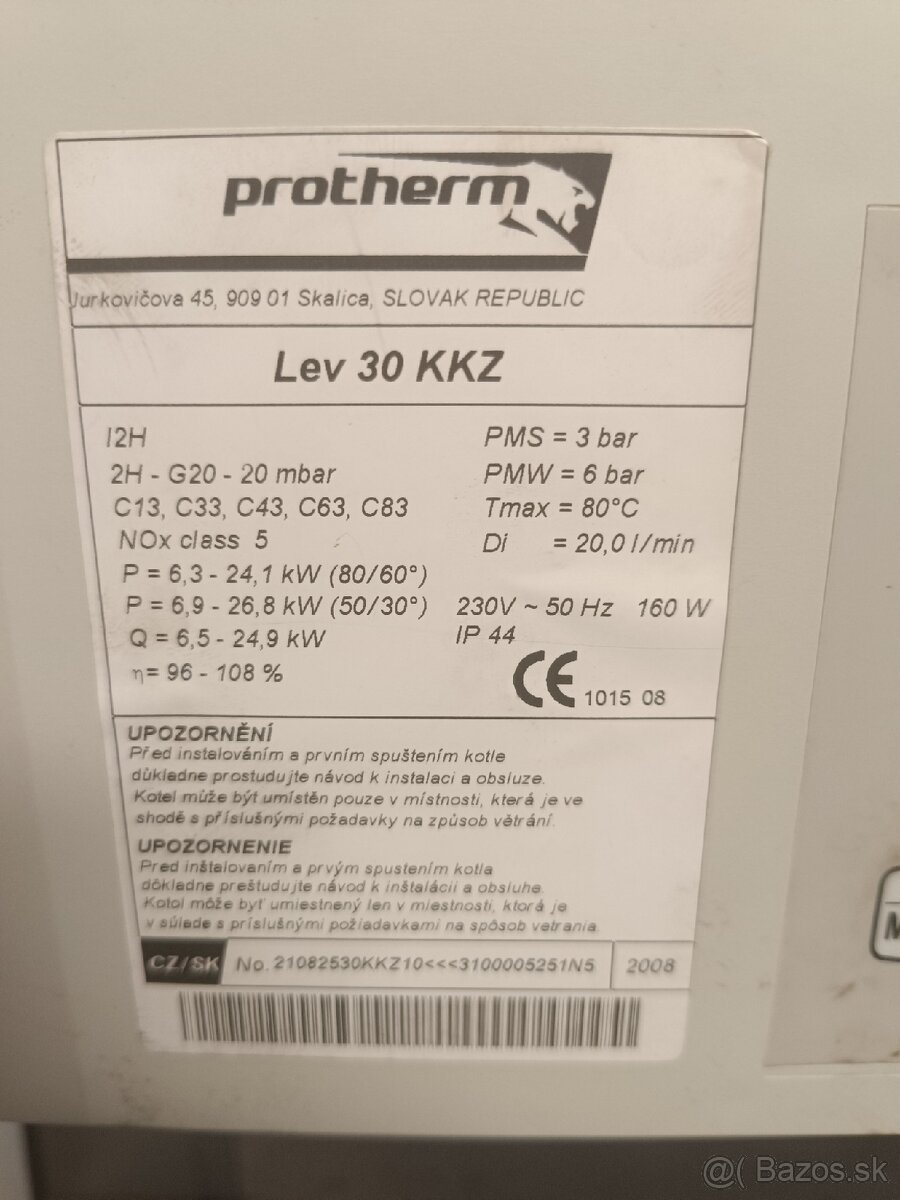 protherm
Jurkovičova 45, 909 01 Skalica, SLOVAK REPUBLIC
Lev 30 KKZ
I2H
2H - G20 - 20 mbar
C13, C33, C43, C63, C83
NOx class 5
P = 6,3 - 24,1 kW (80/60°)
P = 6,9 - 26,8 kW (50/30°)
Q = 6,5 - 24,9 kW
η= 96 - 108 %
PMS = 3 bar
PMW = 6 bar
Tmax = 80°C
Di = 20,0 l/min
230V ~ 50 Hz 160 W
IP 44
CE 1015 08
UPOZORNĚNÍ
Před instalováním a prvním spuštením kotle
důkladne prostudujte návod k instalaci a obsluze.
Kotel může být umístěn pouze v místnosti, která je ve
shodě s příslušnými požadavky na způsob větrání.
UPOZORNENIE
Pred inštalovaním a prvým spustením kotla
dôkladne preštudujte návod k inštalácii a obsluhe.
Kotol môže byť umiestnený len v miestnosti, ktorá je
v súlade s príslušnými požiadavkami na spôsob vetrania.
CZ/SK No. 21082530KKZ10<<<3100005251N5 2008
M
@( Bazos.sk